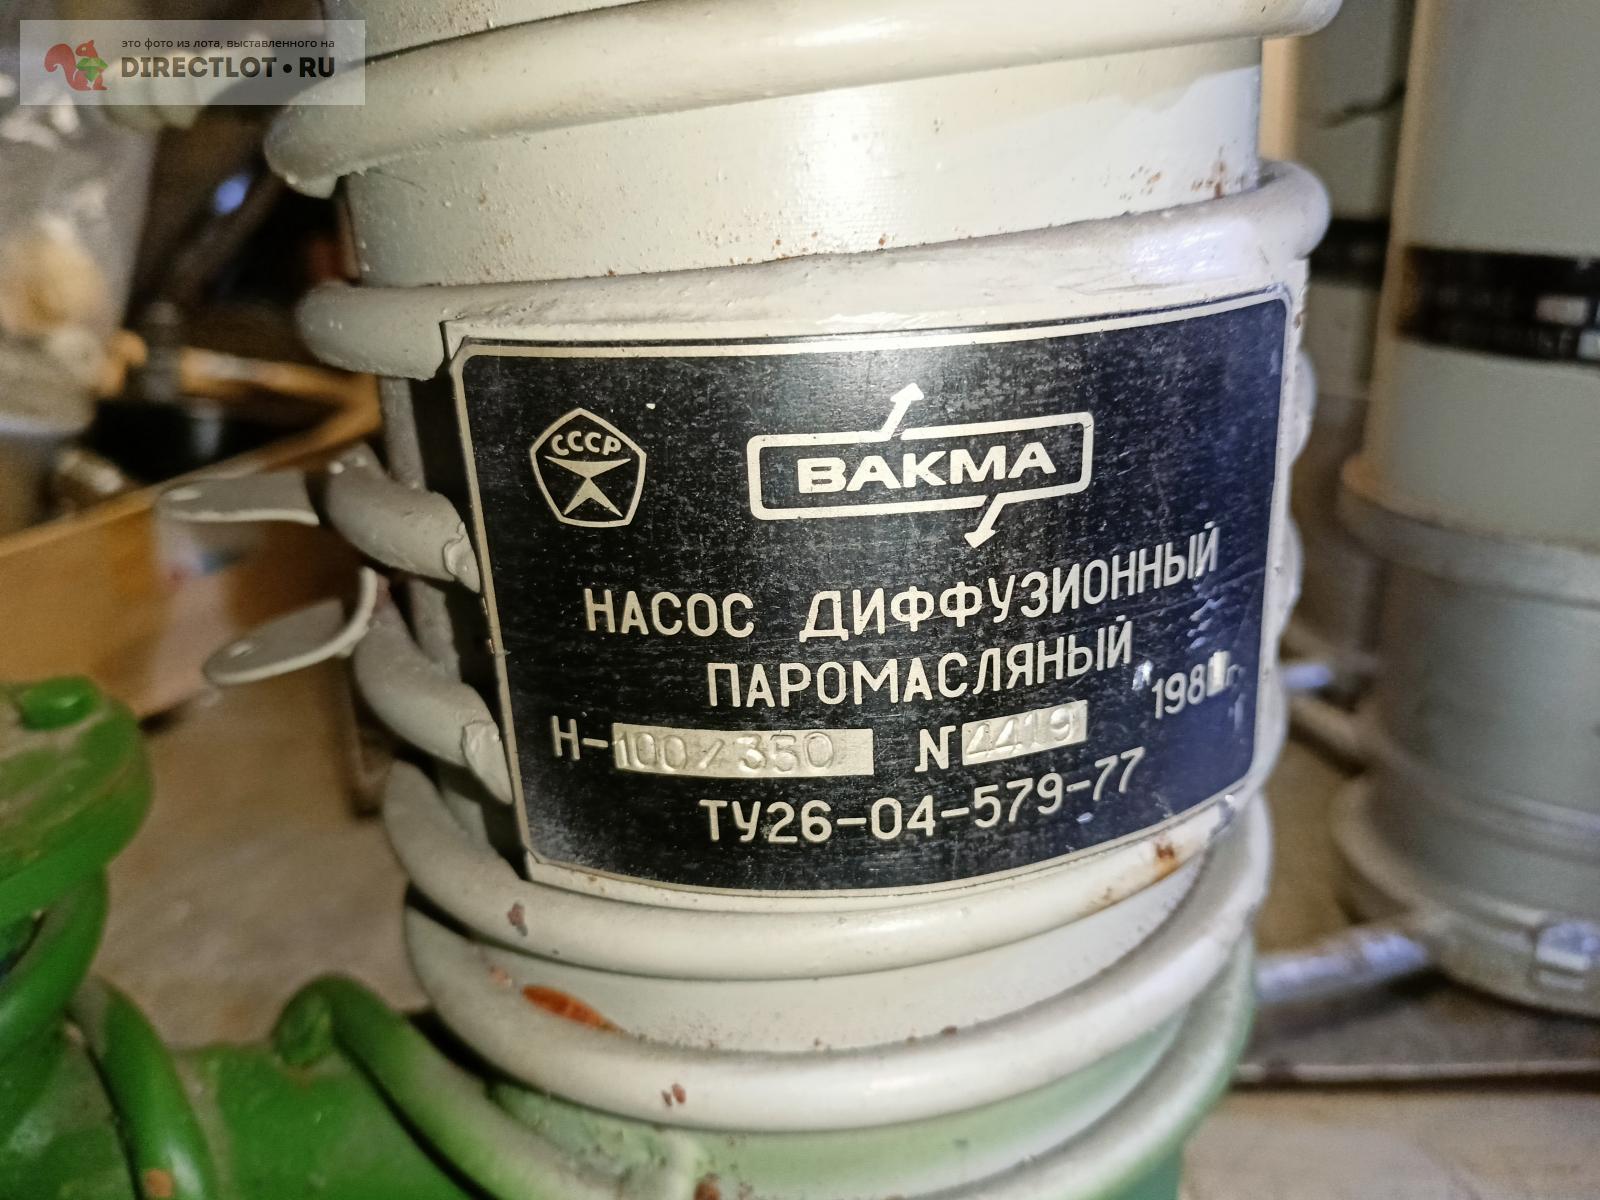 это фото из лота, выставленного на
DIRECTLOT•RU
СССР
ВАКМА
НАСОС ДИФФУЗИОННЫЙ
ПАРОМАСЛЯНЫЙ
Н-100/350 N 4419 1981г.
ТУ26-04-579-77